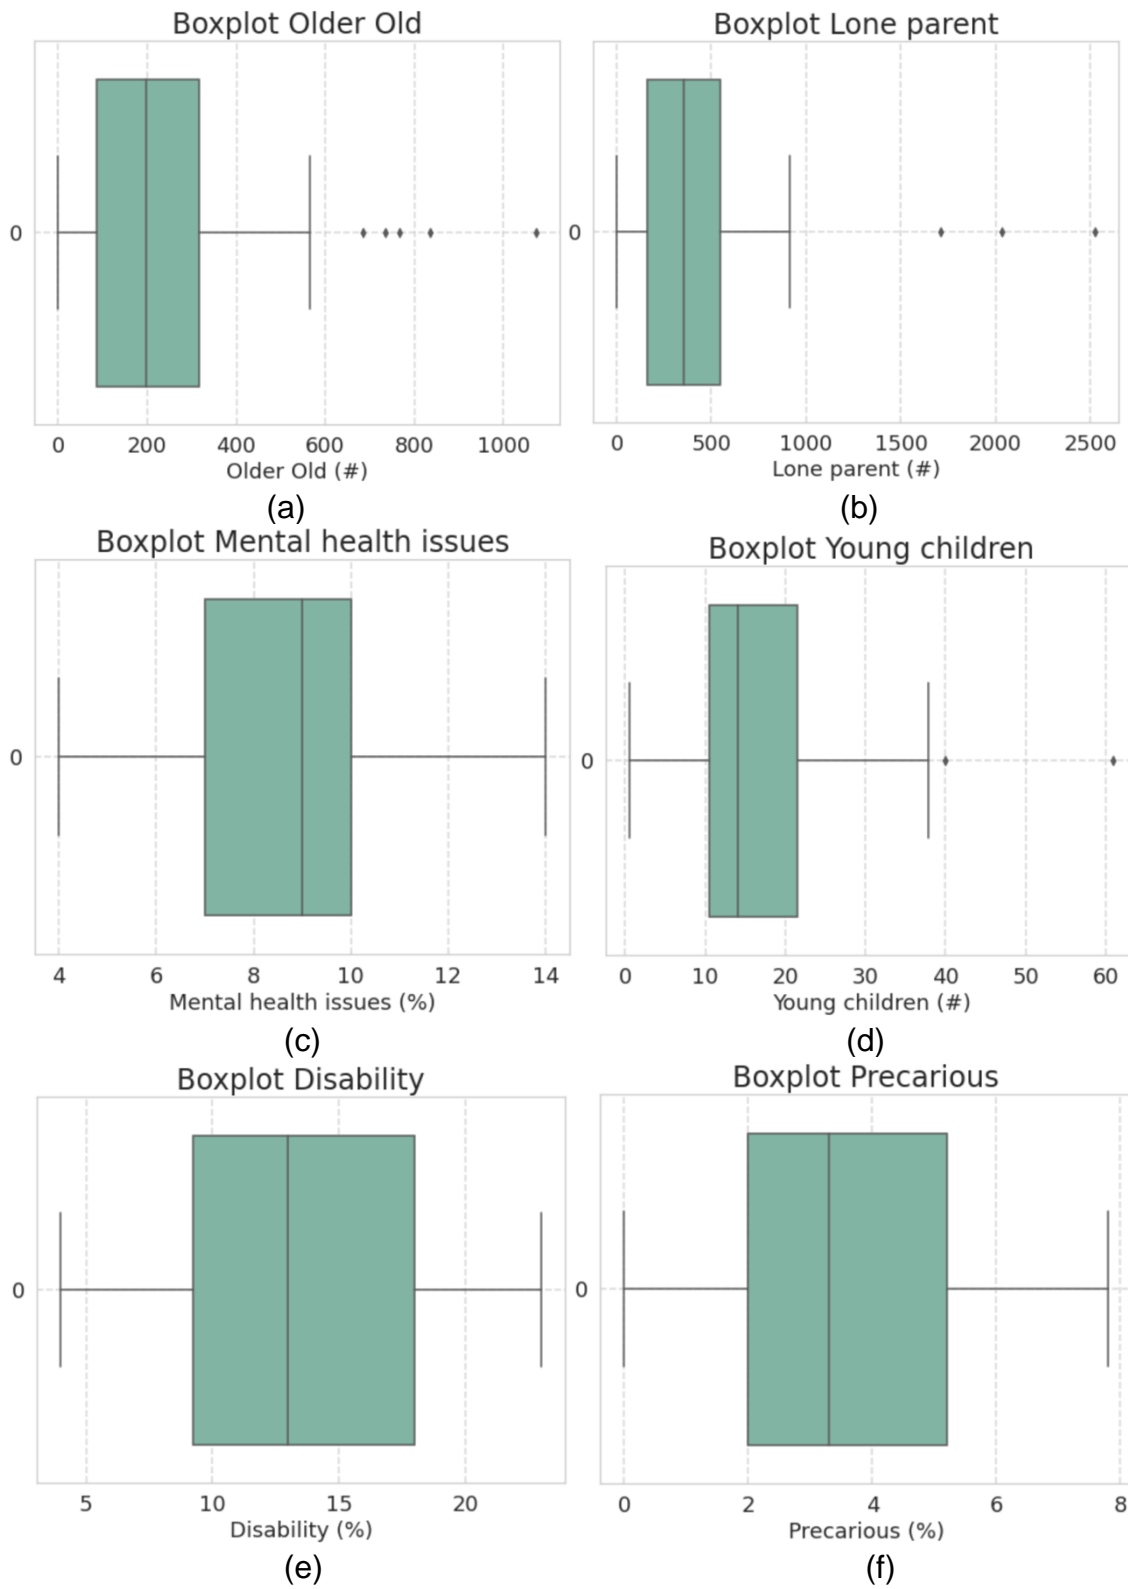 Boxplot Older Old
0
0 200 400 600 800 1000
Older Old (#)
(a)
Boxplot Lone parent
0
0 500 1000 1500 2000 2500
Lone parent (#)
(b)
Boxplot Mental health issues
0
4 6 8 10 12 14
Mental health issues (%)
(c)
Boxplot Young children
0
0 10 20 30 40 50 60
Young children (#)
(d)
Boxplot Disability
0
5 10 15 20
Disability (%)
(e)
Boxplot Precarious
0
0 2 4 6 8
Precarious (%)
(f)